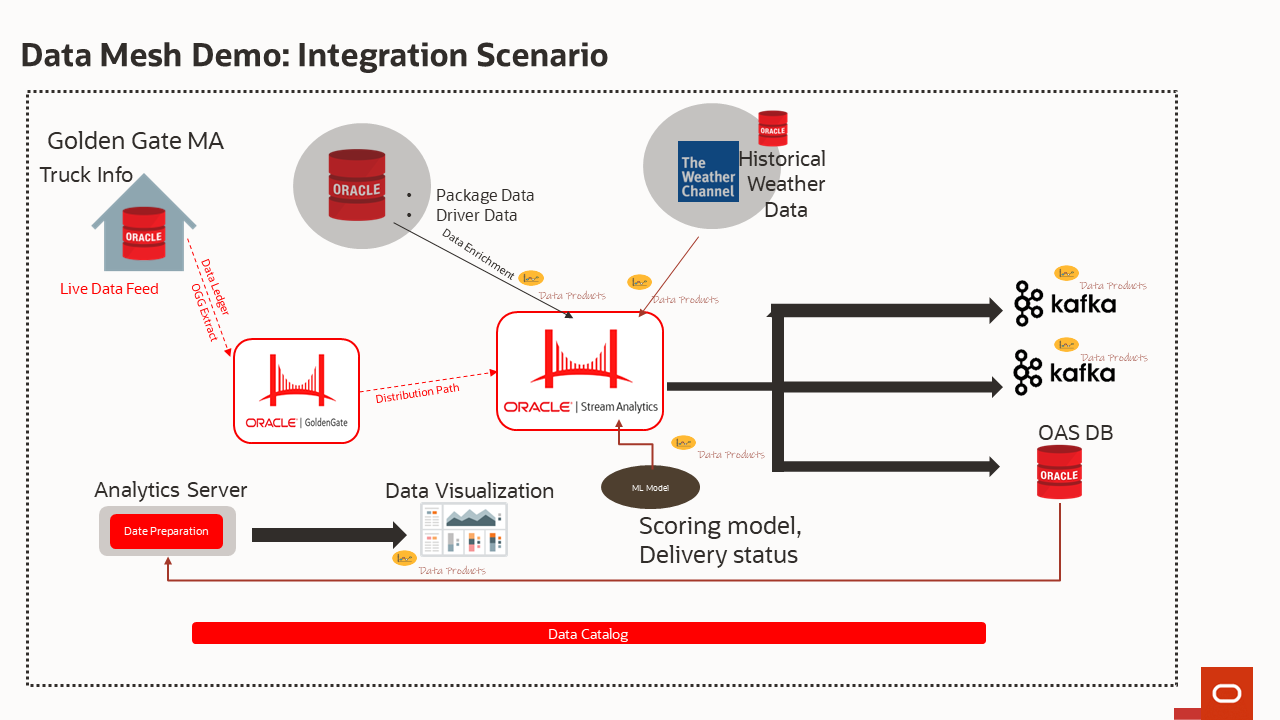 Data Mesh Demo: Integration Scenario
Golden Gate MA
Truck Info
ORACLE
Live Data Feed
Data Ledger
OGG Extract
ORACLE
• Package Data
• Driver Data
Data Enrichment
Data Products
The
Weather
Channel
ORACLE
Historical
Weather
Data
Data Products
ORACLE | GoldenGate
Distribution Path
ORACLE | Stream Analytics
Data Products
kafka
Data Products
kafka
OAS DB
ORACLE
Data Products
ML Model
Scoring model,
Delivery status
Analytics Server
Date Preparation
Data Visualization
Data Products
Data Catalog